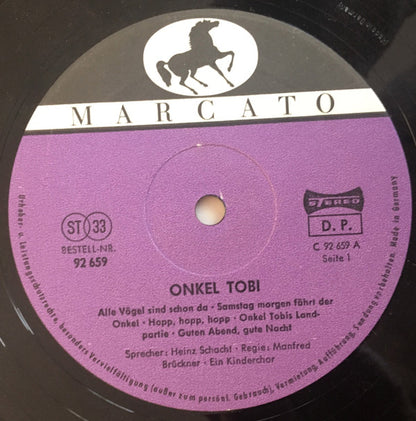 MARCATO
ST 33
BESTELL-NR.
92 659
STEREO
D. P.
C 92 659 A
Seite 1
ONKEL TOBI
Alle Vögel sind schon da · Samstag morgen fährt der
Onkel · Hopp, hopp, hopp · Onkel Tobis Land-
partie · Guten Abend, gute Nacht
Sprecher: Heinz Schacht · Regie: Manfred
Brückner · Ein Kinderchor
Urheber- u. Leistungsschutzrechte, besonders Vervielfältigung (außer zum persönl. Gebrauch), Vermietung, Aufführung, Sendung vorbehalten. Made in Germany